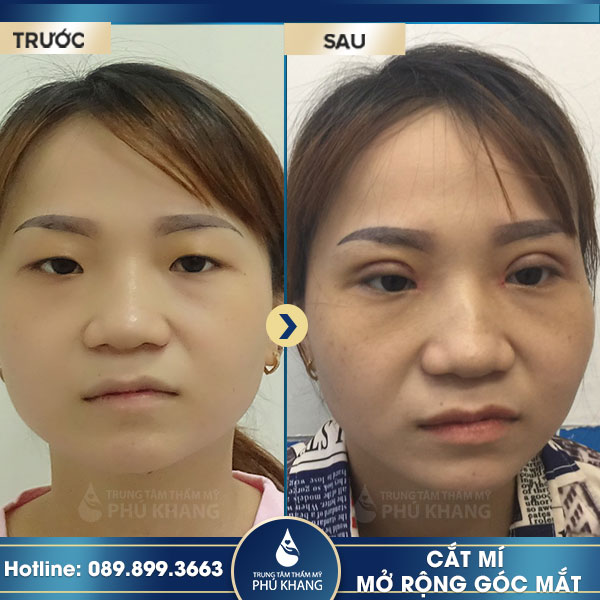 TRƯỚC
SAU
TRUNG TÂM THẨM MỸ
PHÚ KHANG
TRUNG TÂM THẨM MỸ
PHÚ KHANG
Hotline: 089.899.3663
TRUNG TÂM THẨM MỸ
PHÚ KHANG
CẮT MÍ
MỞ RỘNG GÓC MẮT